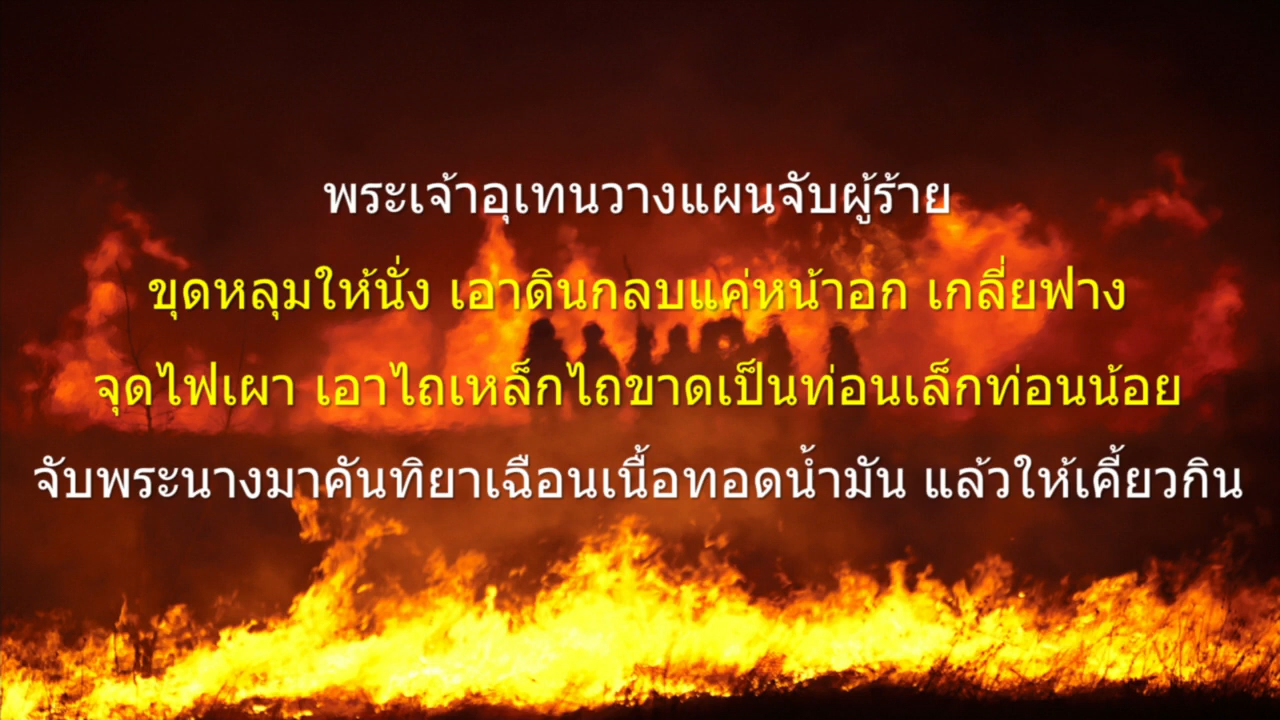 พระเจ้าอุเทนวางแผนจับผู้ร้าย
ขุดหลุมให้นั่ง เอาดินกลบแค่หน้าอก เกลี่ยฟาง
จุดไฟเผา เอาไถเหล็กไถขาดเป็นท่อนเล็กท่อนน้อย
จับพระนางมาคันทิยาเฉือนเนื้อทอดน้ำมัน แล้วให้เคี้ยวกิน